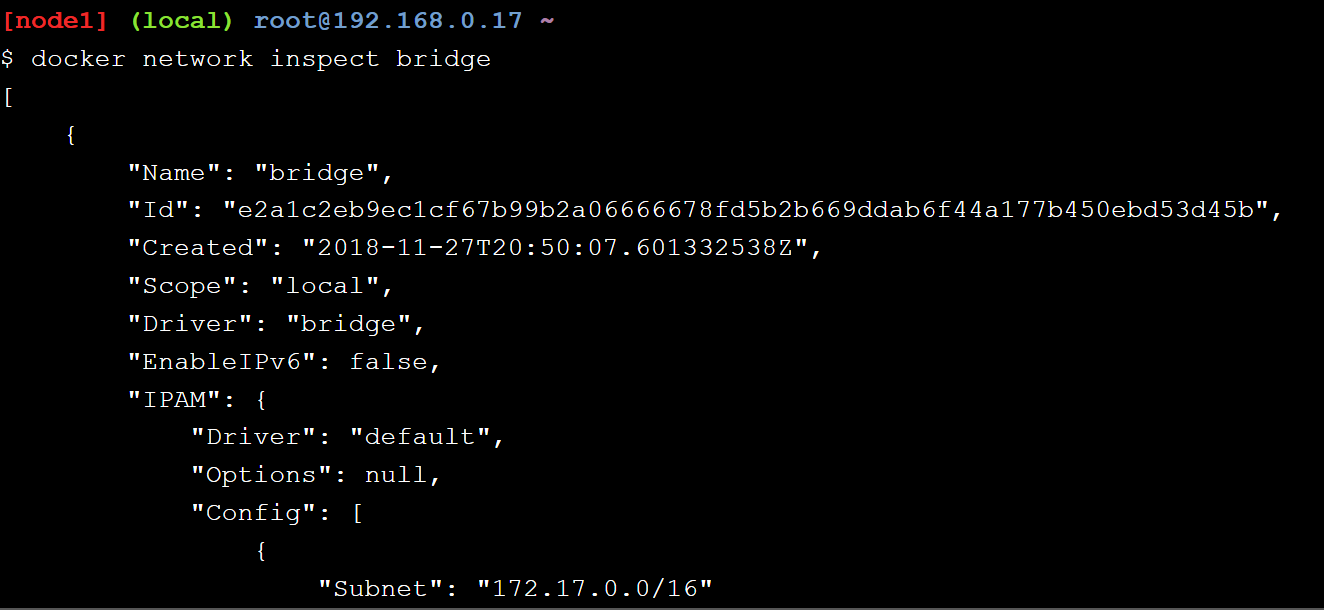 [node1] (local) root@192.168.0.17 ~
$ docker network inspect bridge
[
    {
        "Name": "bridge",
        "Id": "e2a1c2eb9ec1cf67b99b2a06666678fd5b2b669ddab6f44a177b450ebd53d45b",
        "Created": "2018-11-27T20:50:07.601332538Z",
        "Scope": "local",
        "Driver": "bridge",
        "EnableIPv6": false,
        "IPAM": {
            "Driver": "default",
            "Options": null,
            "Config": [
                {
                    "Subnet": "172.17.0.0/16"